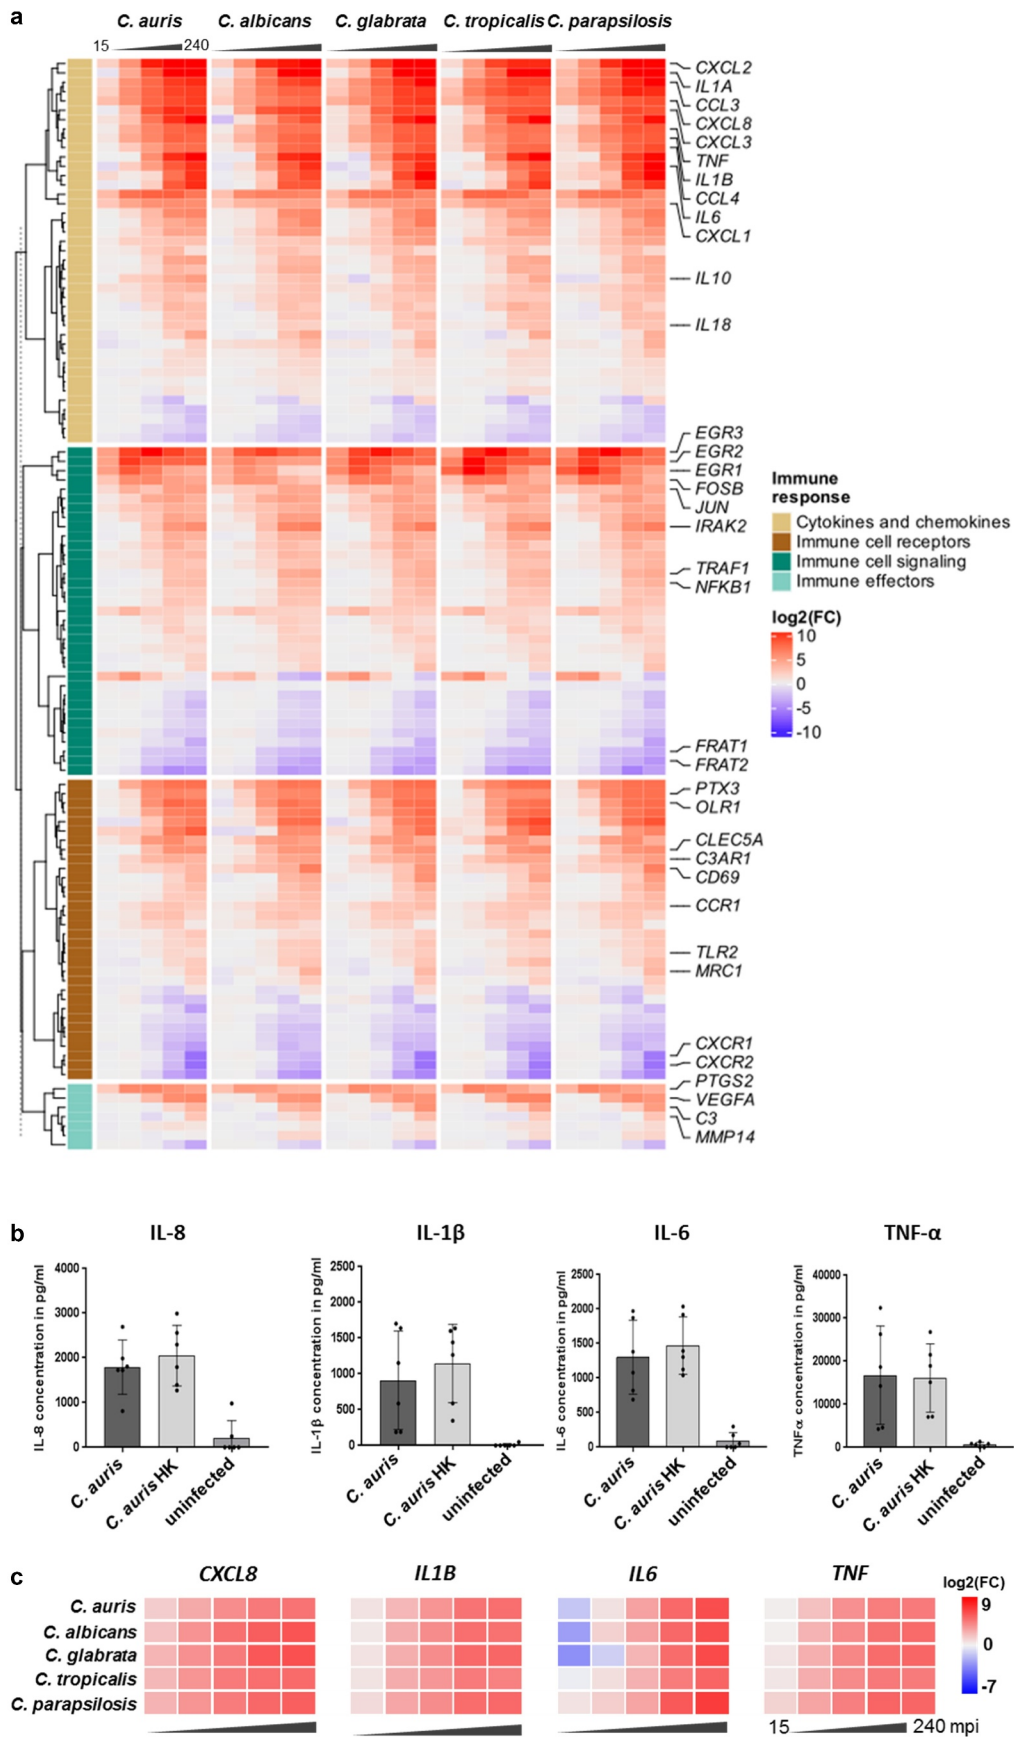 a
C. auris C. albicans C. glabrata C. tropicalis C. parapsilosis
15 240
CXCL2
IL1A
CCL3
CXCL8
CXCL3
TNF
IL1B
CCL4
IL6
CXCL1
IL10
IL18
EGR3
EGR2
EGR1
FOSB
JUN
IRAK2
TRAF1
NFKB1
FRAT1
FRAT2
PTX3
OLR1
CLEC5A
C3AR1
CD69
CCR1
TLR2
MRC1
CXCR1
CXCR2
PTGS2
VEGFA
C3
MMP14
Immune
response
Cytokines and chemokines
Immune cell receptors
Immune cell signaling
Immune effectors
log2(FC)
10
5
0
-5
-10
b
IL-8
IL-8 concentration in pg/ml
4000
3000
2000
1000
0
C. auris
C. auris HK
uninfected
IL-1β
IL-1β concentration in pg/ml
2500
2000
1500
1000
500
0
C. auris
C. auris HK
uninfected
IL-6
IL-6 concentration in pg/ml
2500
2000
1500
1000
500
0
C. auris
C. auris HK
uninfected
TNF-α
TNFα concentration in pg/ml
40000
30000
20000
10000
0
C. auris
C. auris HK
uninfected
c
CXCL8 IL1B IL6 TNF
C. auris
C. albicans
C. glabrata
C. tropicalis
C. parapsilosis
log2(FC)
9
0
-7
15 240 mpi